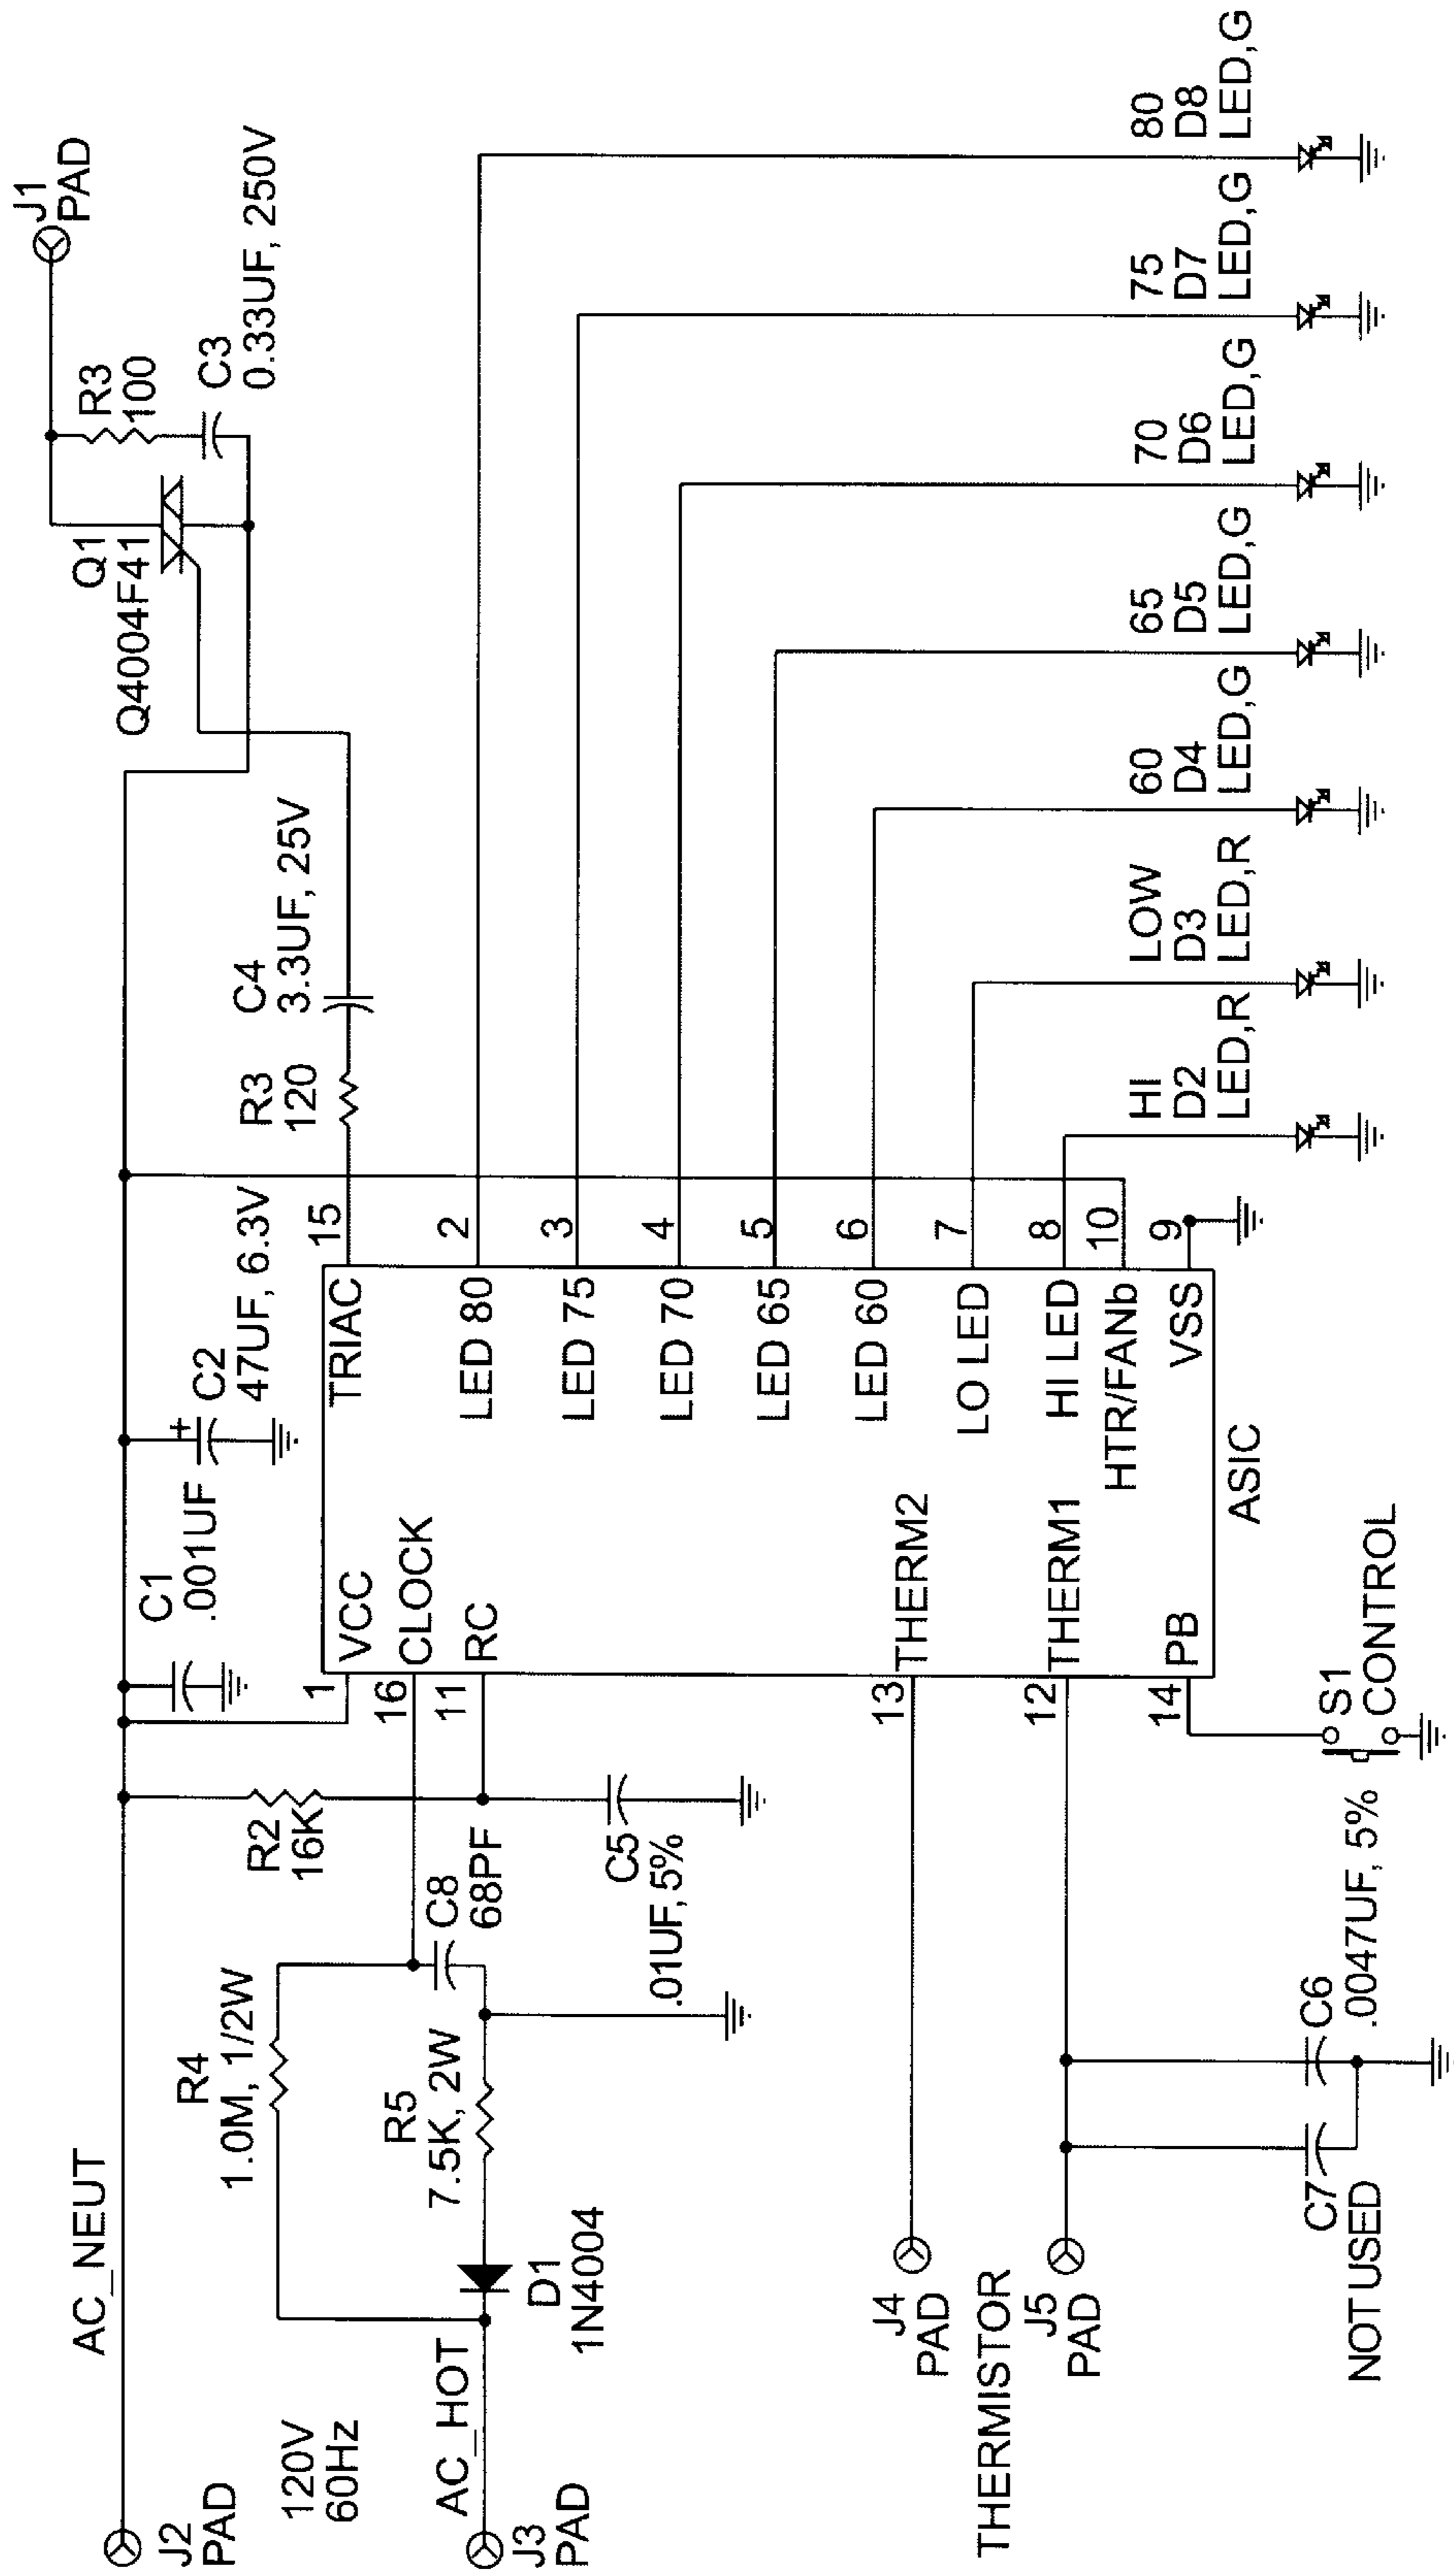 J2
PAD
AC_NEUT
120V
60Hz
AC_HOT
J3
PAD
D1
1N4004
R4
1.0M, 1/2W
R5
7.5K, 2W
C8
68PF
R2
16K
C5
.01UF, 5%
C1
.001UF
C2
+
47UF, 6.3V
R3
120
C4
3.3UF, 25V
Q1
Q4004F41
R3
100
C3
0.33UF, 250V
J1
PAD
1
VCC
16
CLOCK
11
RC
13
THERM2
12
THERM1
14
PB
TRIAC
15
LED 80
2
LED 75
3
LED 70
4
LED 65
5
LED 60
6
LO LED
7
HI LED
8
HTR/FANb
10
VSS
9
ASIC
J4
PAD
THERMISTOR
J5
PAD
C7
NOT USED
C6
.0047UF, 5%
S1
CONTROL
HI
D2
LED,R
LOW
D3
LED,R
60
D4
LED,G
65
D5
LED,G
70
D6
LED,G
75
D7
LED,G
80
D8
LED,G